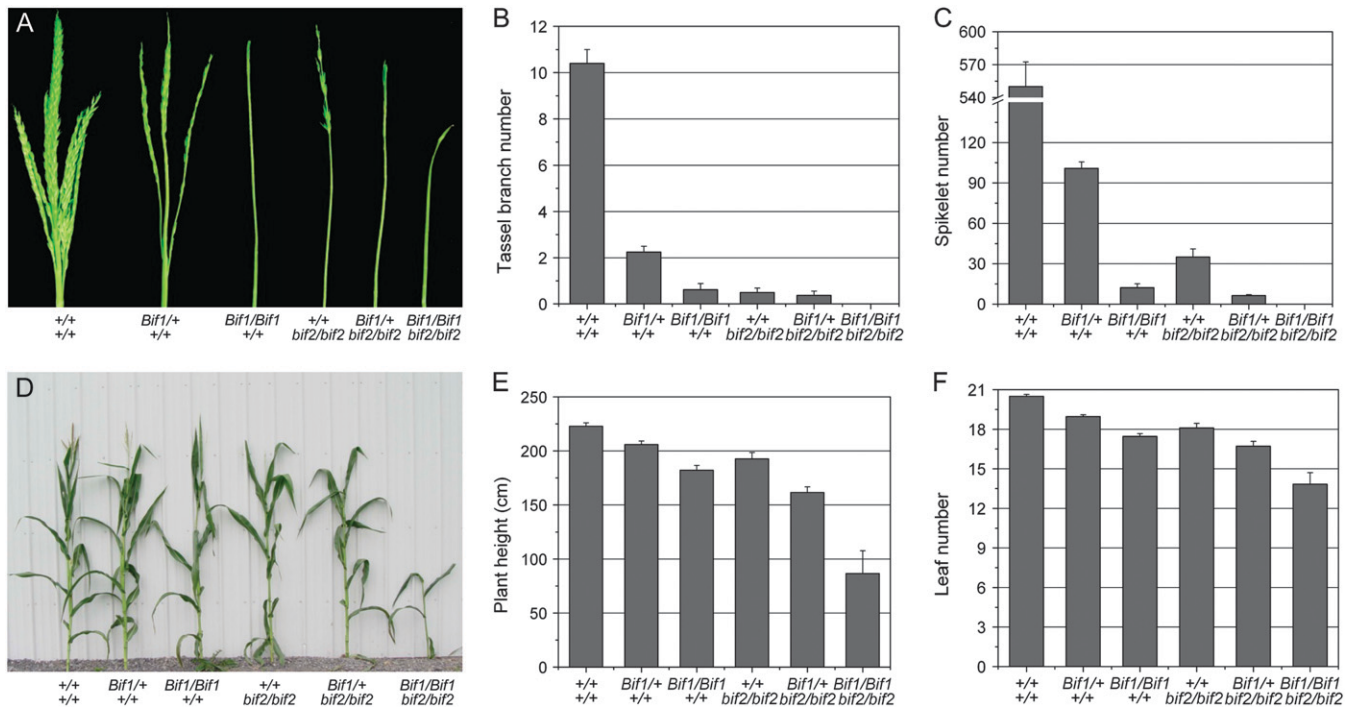 A
+/+ Bif1/+ Bif1/Bif1 +/+ Bif1/+ Bif1/Bif1
+/+ +/+ +/+ bif2/bif2 bif2/bif2 bif2/bif2
B
Tassel branch number
12
10
8
6
4
2
0
+/+ Bif1/+ Bif1/Bif1 +/+ Bif1/+ Bif1/Bif1
+/+ +/+ +/+ bif2/bif2 bif2/bif2 bif2/bif2
C
Spikelet number
600
570
540
120
90
60
30
0
+/+ Bif1/+ Bif1/Bif1 +/+ Bif1/+ Bif1/Bif1
+/+ +/+ +/+ bif2/bif2 bif2/bif2 bif2/bif2
D
+/+ Bif1/+ Bif1/Bif1 +/+ Bif1/+ Bif1/Bif1
+/+ +/+ +/+ bif2/bif2 bif2/bif2 bif2/bif2
E
Plant height (cm)
250
200
150
100
50
0
+/+ Bif1/+ Bif1/Bif1 +/+ Bif1/+ Bif1/Bif1
+/+ +/+ +/+ bif2/bif2 bif2/bif2 bif2/bif2
F
Leaf number
21
18
15
12
9
6
3
0
+/+ Bif1/+ Bif1/Bif1 +/+ Bif1/+ Bif1/Bif1
+/+ +/+ +/+ bif2/bif2 bif2/bif2 bif2/bif2